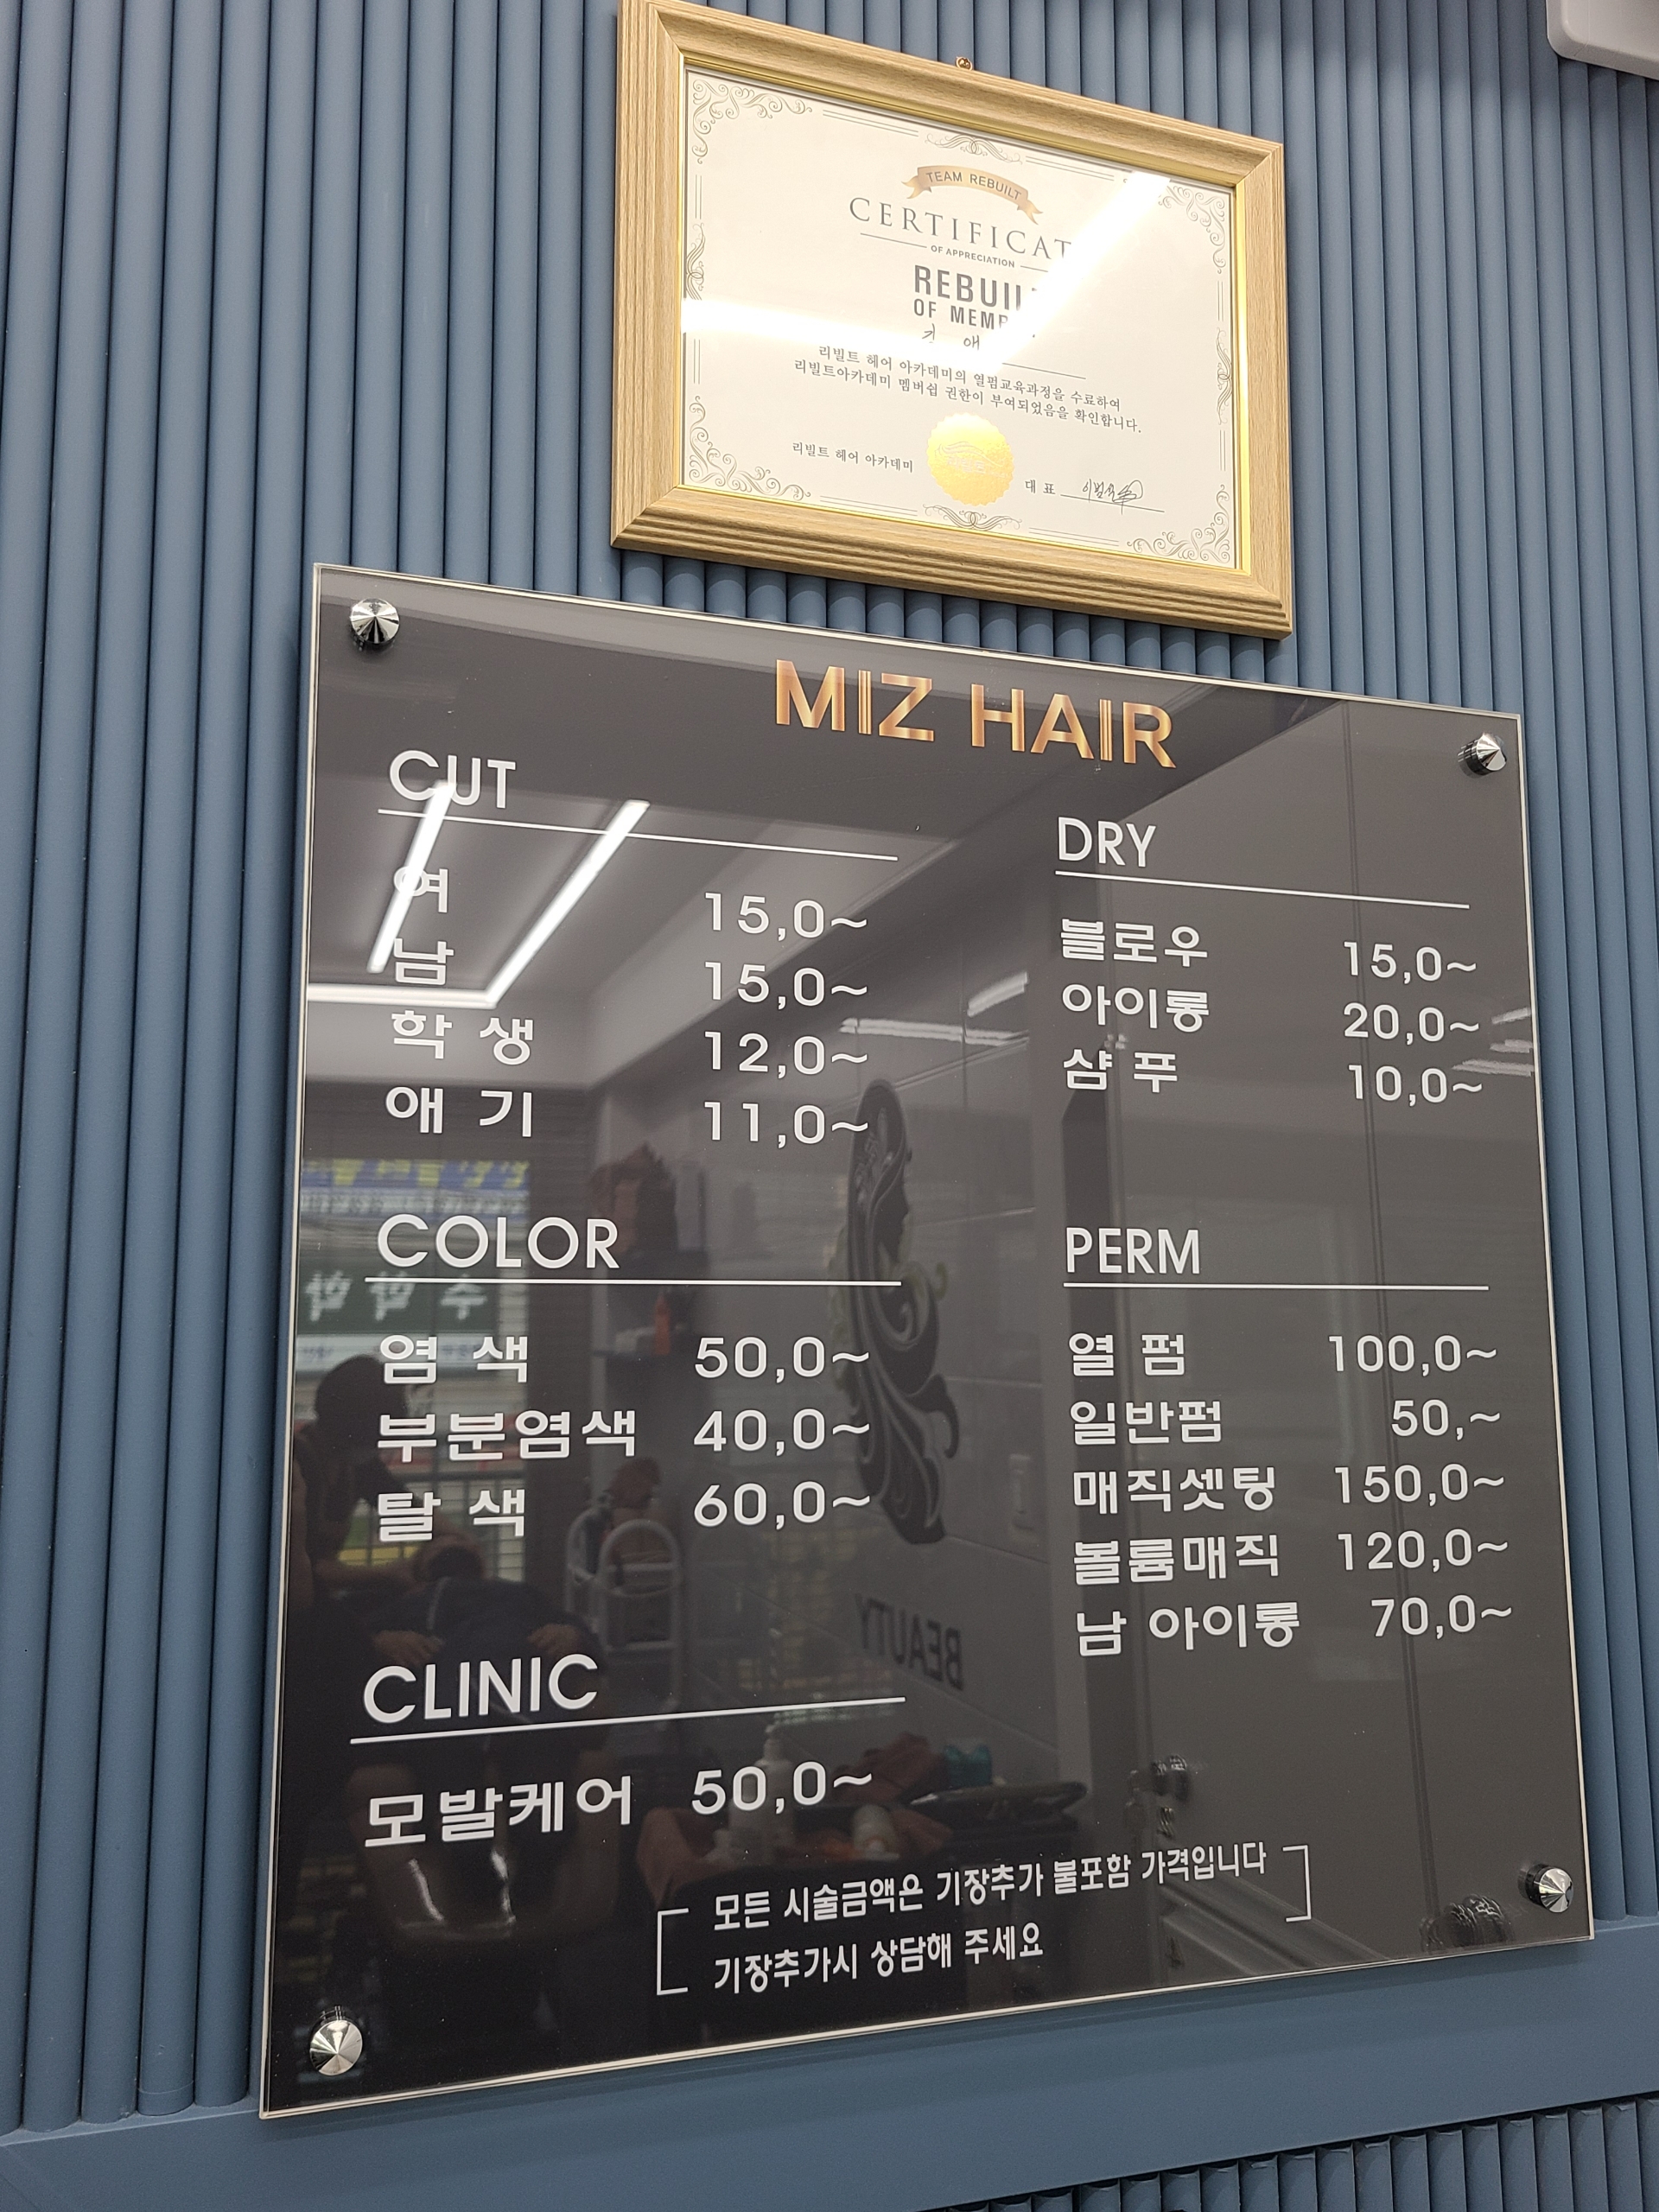 TEAM REBUILT
CERTIFICAT
OF APPRECIATION
REBUIL
OF MEMB
애
리빌트 헤어 아카데미의 열펌교육과정을 수료하여
리빌트아카데미 멤버쉽 권한이 부여되었음을 확인합니다.
리빌트 헤어 아카데미
대 표
MIZ HAIR
CUT
여 15,0~
남 15,0~
학 생 12,0~
애 기 11,0~
DRY
블로우 15,0~
아이롱 20,0~
샴 푸 10,0~
COLOR
염 색 50,0~
부분염색 40,0~
탈 색 60,0~
PERM
열 펌 100,0~
일반펌 50,~
매직셋팅 150,0~
볼륨매직 120,0~
남 아이롱 70,0~
CLINIC
모발케어 50,0~
모든 시술금액은 기장추가 불포함 가격입니다
기장추가시 상담해 주세요
BEAUTY